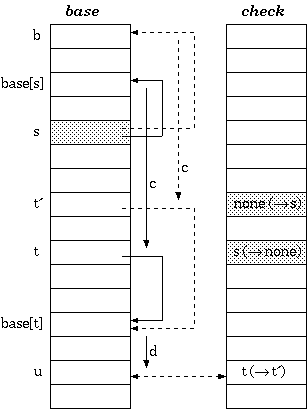 base check
b
base[s]
s
c
c
t´ none (→s)
t s (→none)
base[t]
d
u t (→t´)